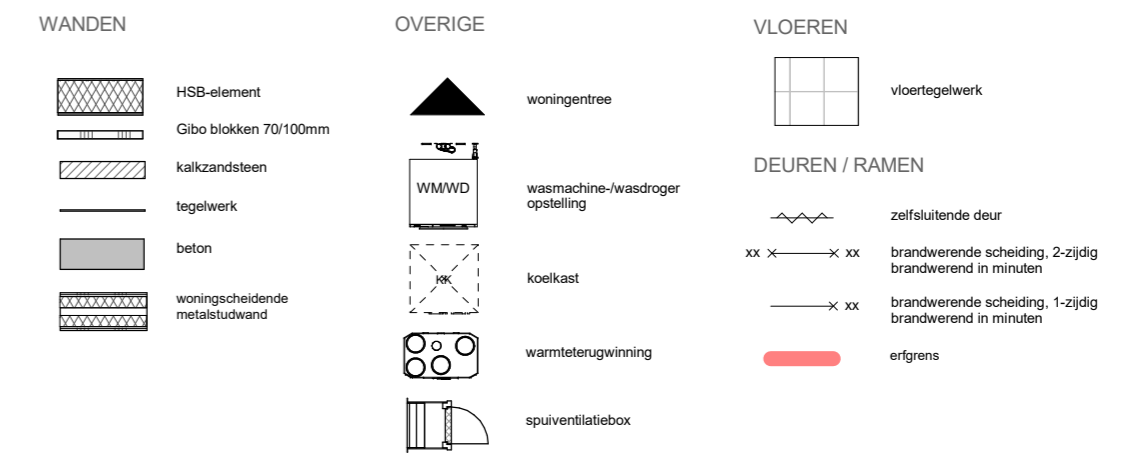 WANDEN
HSB-element
Gibo blokken 70/100mm
kalkzandsteen
tegelwerk
beton
woningscheidende
metalstudwand
OVERIGE
woningentree
WM/WD
wasmachine-/wasdroger
opstelling
KK
koelkast
warmteterugwinning
spuiventilatiebox
VLOEREN
vloertegelwerk
DEUREN / RAMEN
zelfsluitende deur
xx xx
brandwerende scheiding, 2-zijdig
brandwerend in minuten
xx
brandwerende scheiding, 1-zijdig
brandwerend in minuten
erfgrens